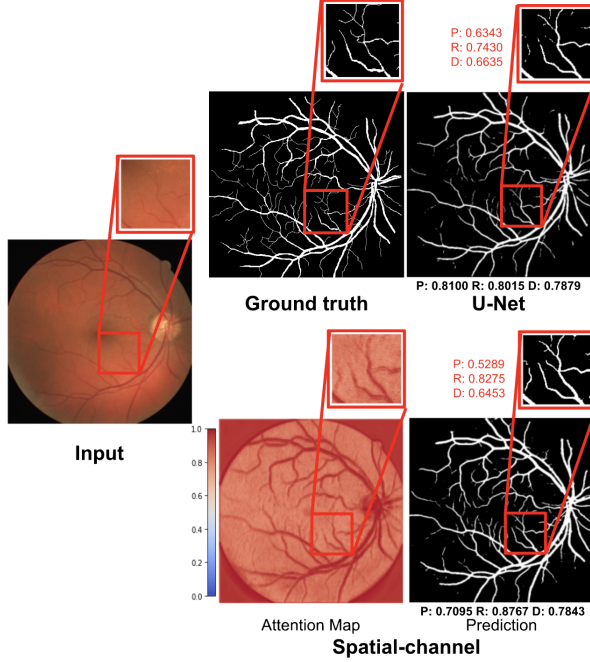 P: 0.6343
R: 0.7430
D: 0.6635
P: 0.8100 R: 0.8015 D: 0.7879
Ground truth
U-Net
P: 0.5289
R: 0.8275
D: 0.6453
Input
1.0
0.8
0.6
0.4
0.2
0.0
P: 0.7095 R: 0.8767 D: 0.7843
Attention Map
Prediction
Spatial-channel